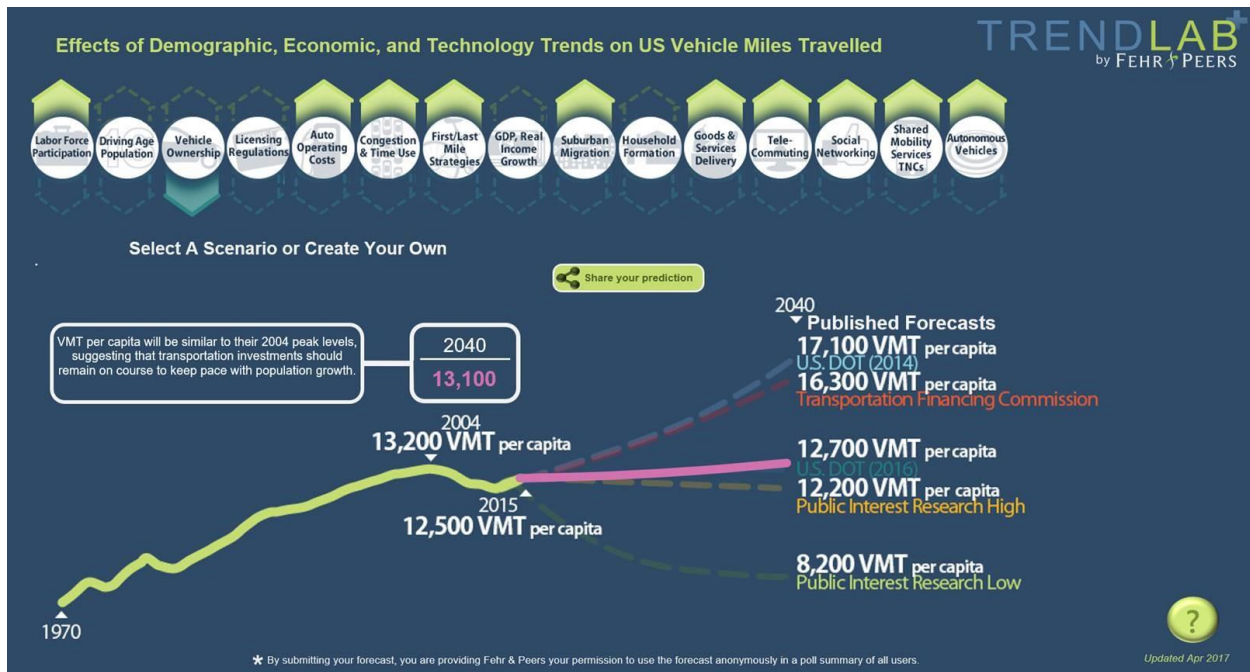 Effects of Demographic, Economic, and Technology Trends on US Vehicle Miles Travelled
TRENDLAB+
by FEHR PEERS
Labor Force
Participation
Driving Age
Population
Vehicle
Ownership
Licensing
Regulations
Auto
Operating
Costs
Congestion
& Time Use
First/Last
Mile
Strategies
GDP, Real
Income
Growth
Suburban
Migration
Household
Formation
Goods &
Services
Delivery
Tele-
Commuting
Social
Networking
Shared
Mobility
Services
TNCs
Autonomous
Vehicles
Select A Scenario or Create Your Own
Share your prediction
VMT per capita will be similar to their 2004 peak levels,
suggesting that transportation investments should
remain on course to keep pace with population growth.
2040
13,100
2004
13,200 VMT per capita
2015
12,500 VMT per capita
1970
2040
Published Forecasts
17,100 VMT per capita
U.S. DOT (2014)
16,300 VMT per capita
Transportation Financing Commission
12,700 VMT per capita
U.S. DOT (2016)
12,200 VMT per capita
Public Interest Research High
8,200 VMT per capita
Public Interest Research Low
?
* By submitting your forecast, you are providing Fehr & Peers your permission to use the forecast anonymously in a poll summary of all users.
Updated Apr 2017